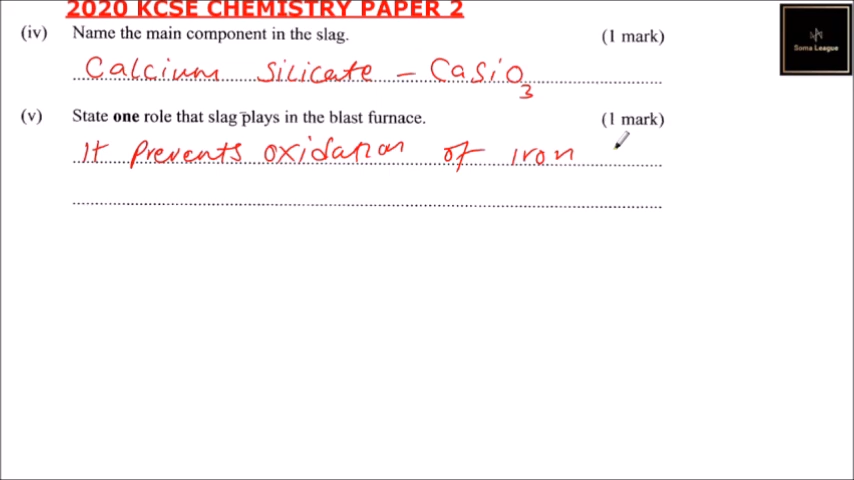 2020 KCSE CHEMISTRY PAPER 2
(iv) Name the main component in the slag. (1 mark)
Calcium silicate – CaSiO3
(v) State one role that slag plays in the blast furnace. (1 mark)
It prevents oxidation of iron
Soma League